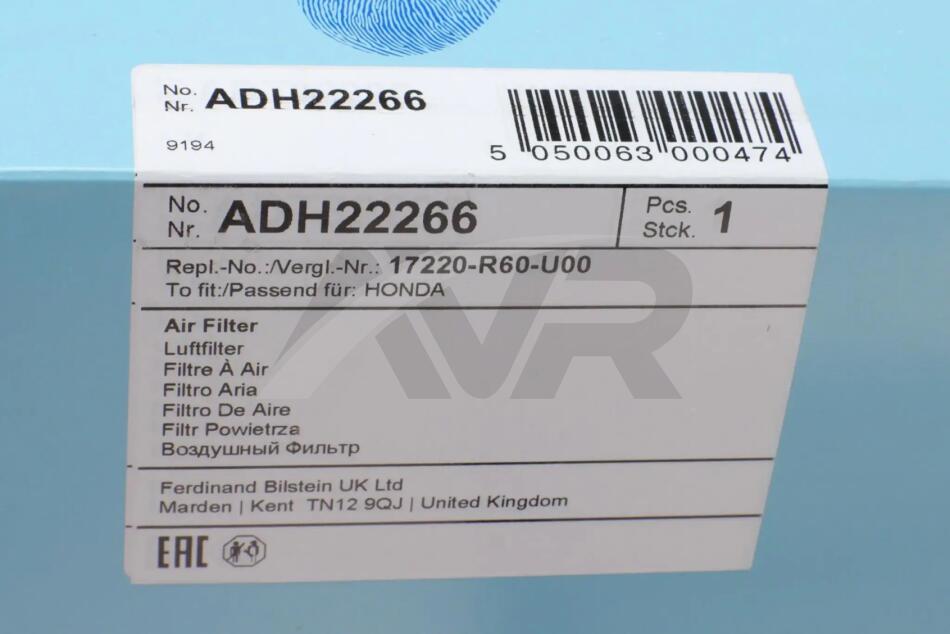 No.
Nr. ADH22266
9194
5 050063 000474
No.
Nr. ADH22266
Pcs.
Stck. 1
Repl.-No.:/Vergl.-Nr.: 17220-R60-U00
To fit:/Passend für: HONDA
Air Filter
Luftfilter
Filtre À Air
Filtro Aria
Filtro De Aire
Filtr Powietrza
Воздушный Фильтр
Ferdinand Bilstein UK Ltd
Marden | Kent TN12 9QJ | United Kingdom
EAC
AVR